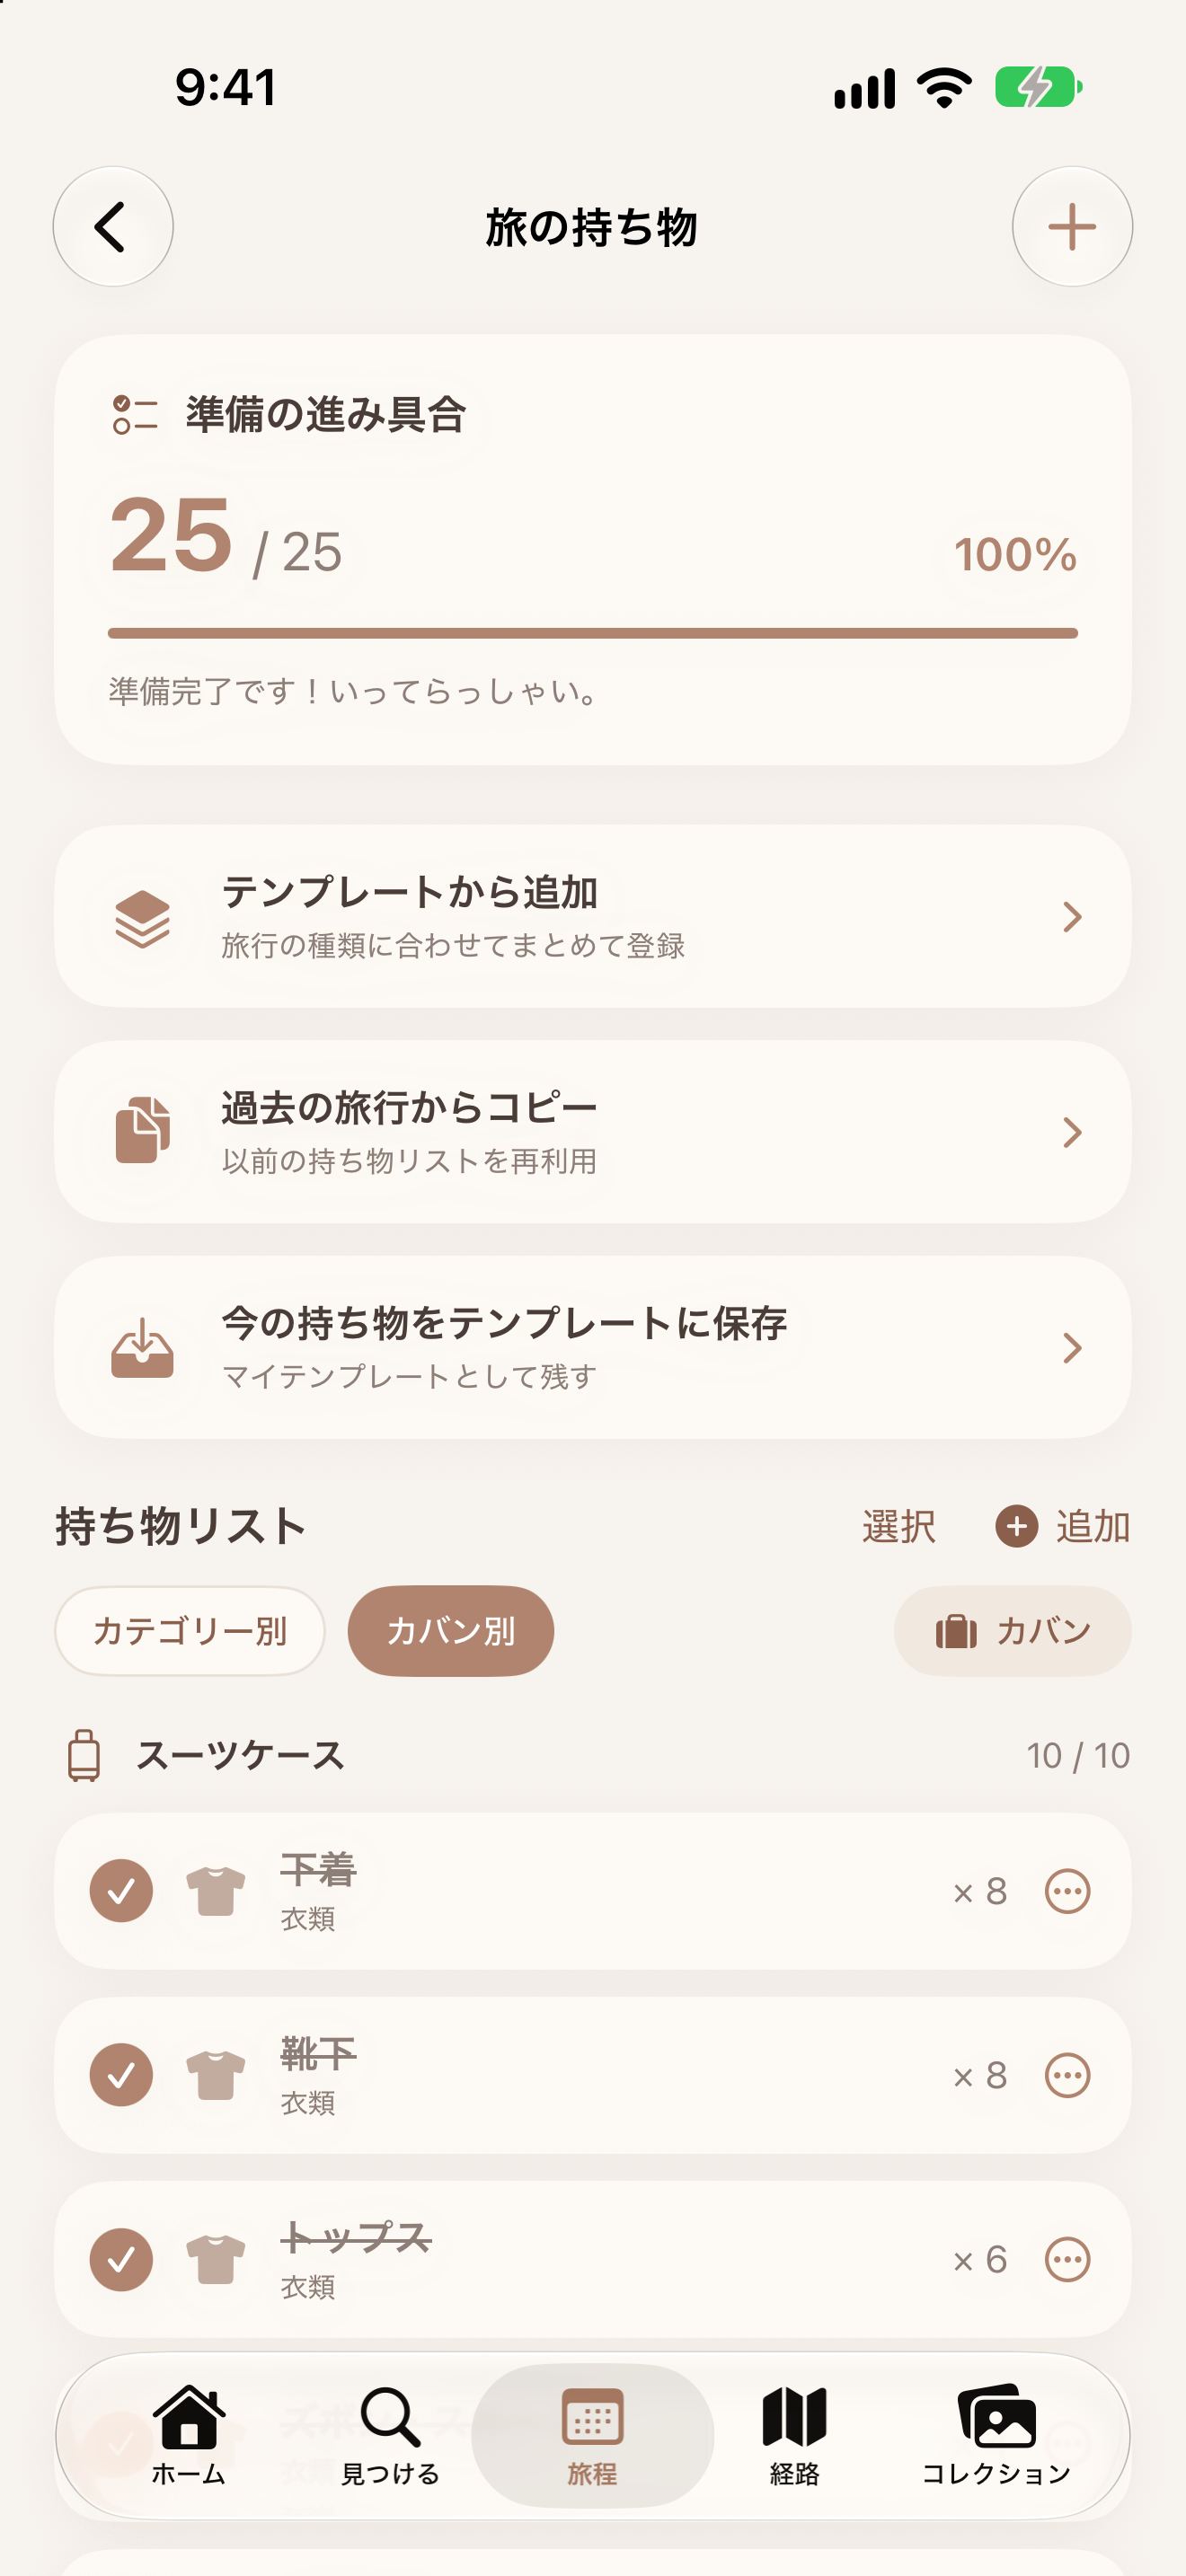 9:41
旅の持ち物
準備の進み具合
25 / 25
100%
準備完了です！いってらっしゃい。
テンプレートから追加
旅行の種類に合わせてまとめて登録
過去の旅行からコピー
以前の持ち物リストを再利用
今の持ち物をテンプレートに保存
マイテンプレートとして残す
持ち物リスト
選択
追加
カテゴリー別
カバン別
カバン
スーツケース
10 / 10
下着
衣類
× 8
靴下
衣類
× 8
トップス
衣類
× 6
ホーム
見つける
旅程
経路
コレクション